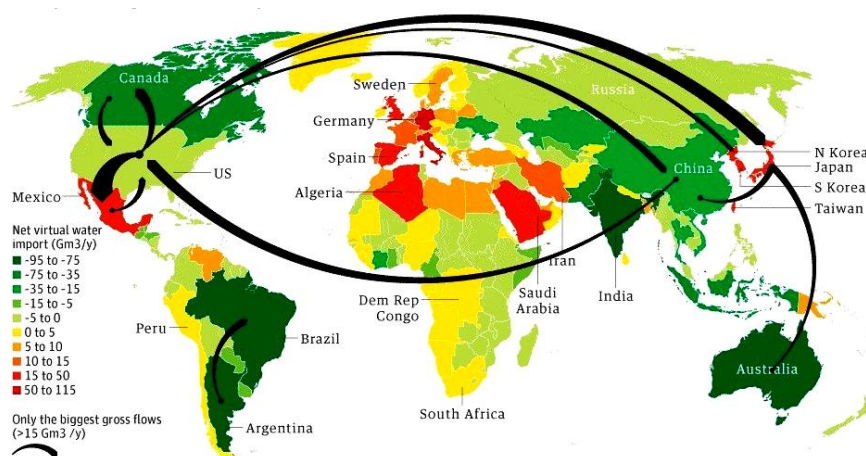 Canada
Sweden
Russia
Germany
Spain
US
China
N Korea
Japan
S Korea
Taiwan
Mexico
Algeria
Iran
Saudi
Arabia
India
Dem Rep
Congo
Peru
Brazil
Australia
South Africa
Argentina
Net virtual water
import (Gm3/y)
-95 to -75
-75 to -35
-35 to -15
-15 to -5
-5 to 0
0 to 5
5 to 10
10 to 15
15 to 50
50 to 115
Only the biggest gross flows
(>15 Gm3 /y)